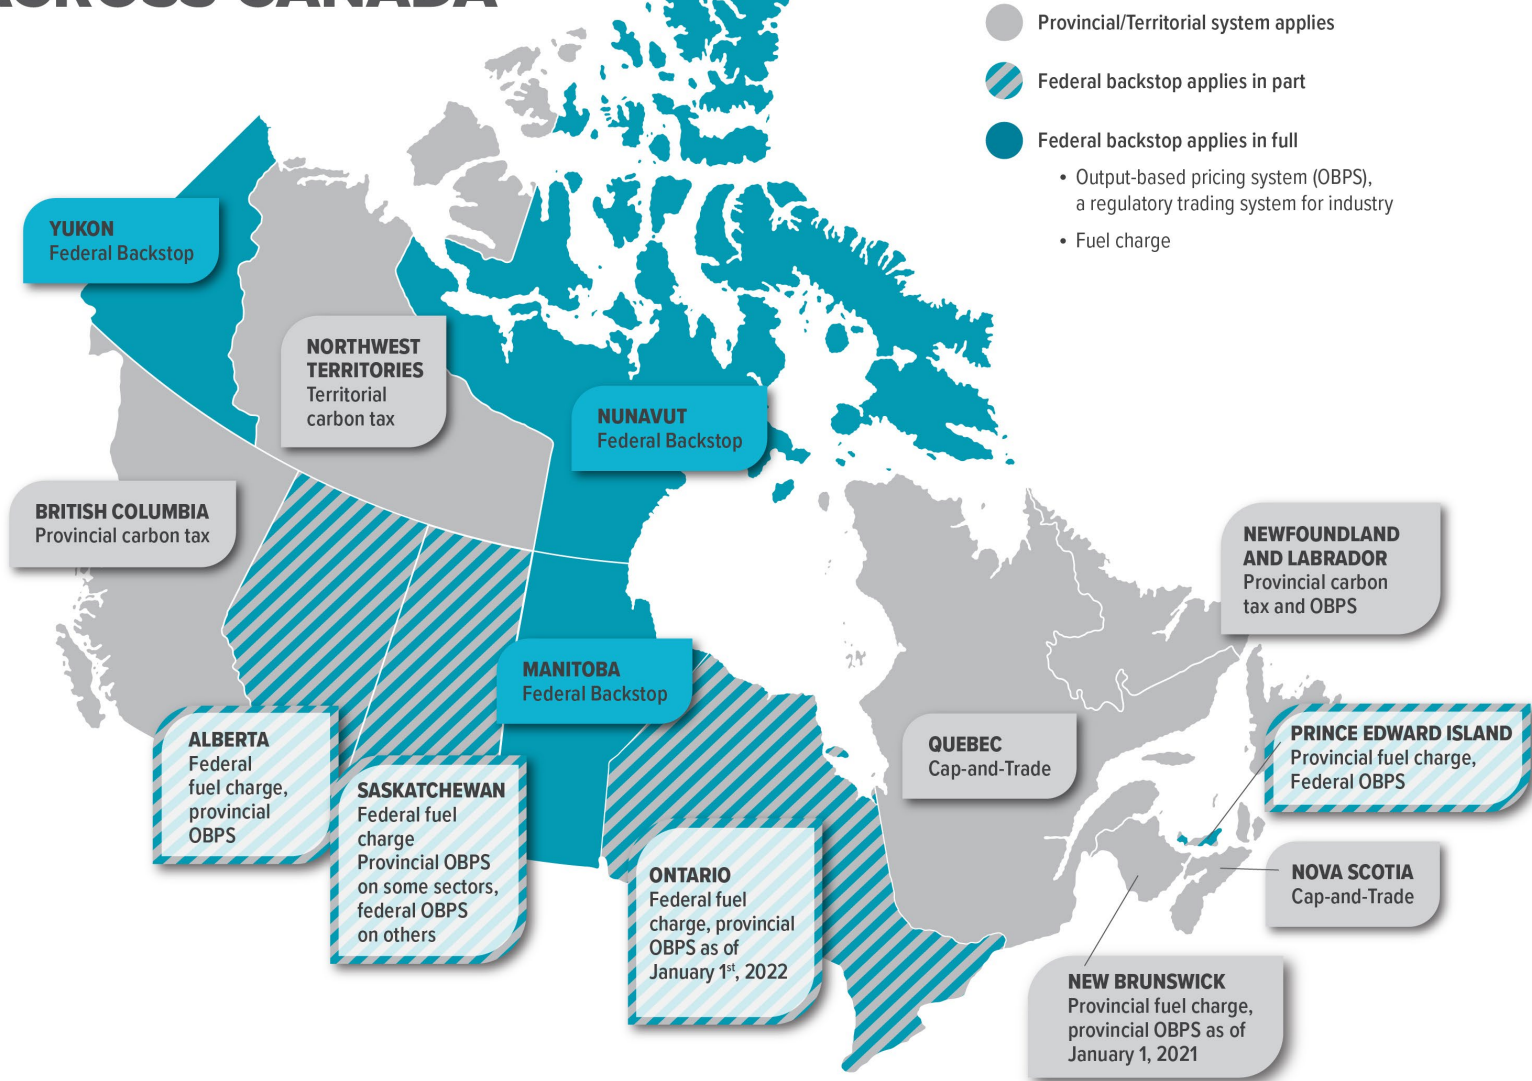 ACROSS CANADA
Provincial/Territorial system applies
Federal backstop applies in part
Federal backstop applies in full
• Output-based pricing system (OBPS),
a regulatory trading system for industry
• Fuel charge
YUKON
Federal Backstop
NORTHWEST
TERRITORIES
Territorial
carbon tax
NUNAVUT
Federal Backstop
BRITISH COLUMBIA
Provincial carbon tax
NEWFOUNDLAND
AND LABRADOR
Provincial carbon
tax and OBPS
MANITOBA
Federal Backstop
ALBERTA
Federal
fuel charge,
provincial
OBPS
SASKATCHEWAN
Federal fuel
charge
Provincial OBPS
on some sectors,
federal OBPS
on others
ONTARIO
Federal fuel
charge, provincial
OBPS as of
January 1st, 2022
QUEBEC
Cap-and-Trade
PRINCE EDWARD ISLAND
Provincial fuel charge,
Federal OBPS
NOVA SCOTIA
Cap-and-Trade
NEW BRUNSWICK
Provincial fuel charge,
provincial OBPS as of
January 1, 2021